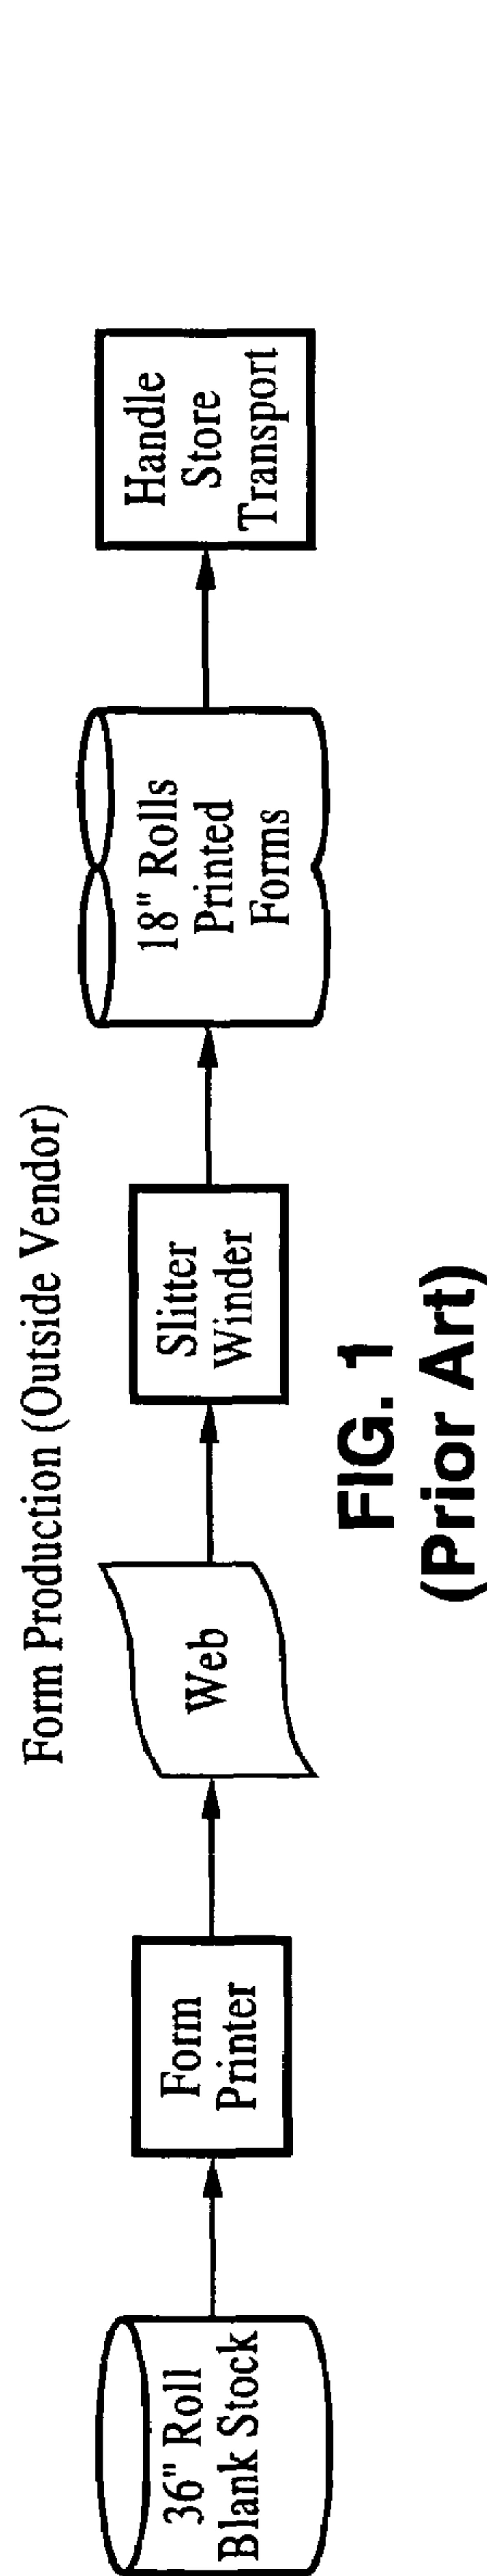 Form Production (Outside Vendor)
36" Roll
Blank Stock
Form
Printer
Web
Slitter
Winder
18" Rolls
Printed
Forms
Handle
Store
Transport
FIG. 1
(Prior Art)